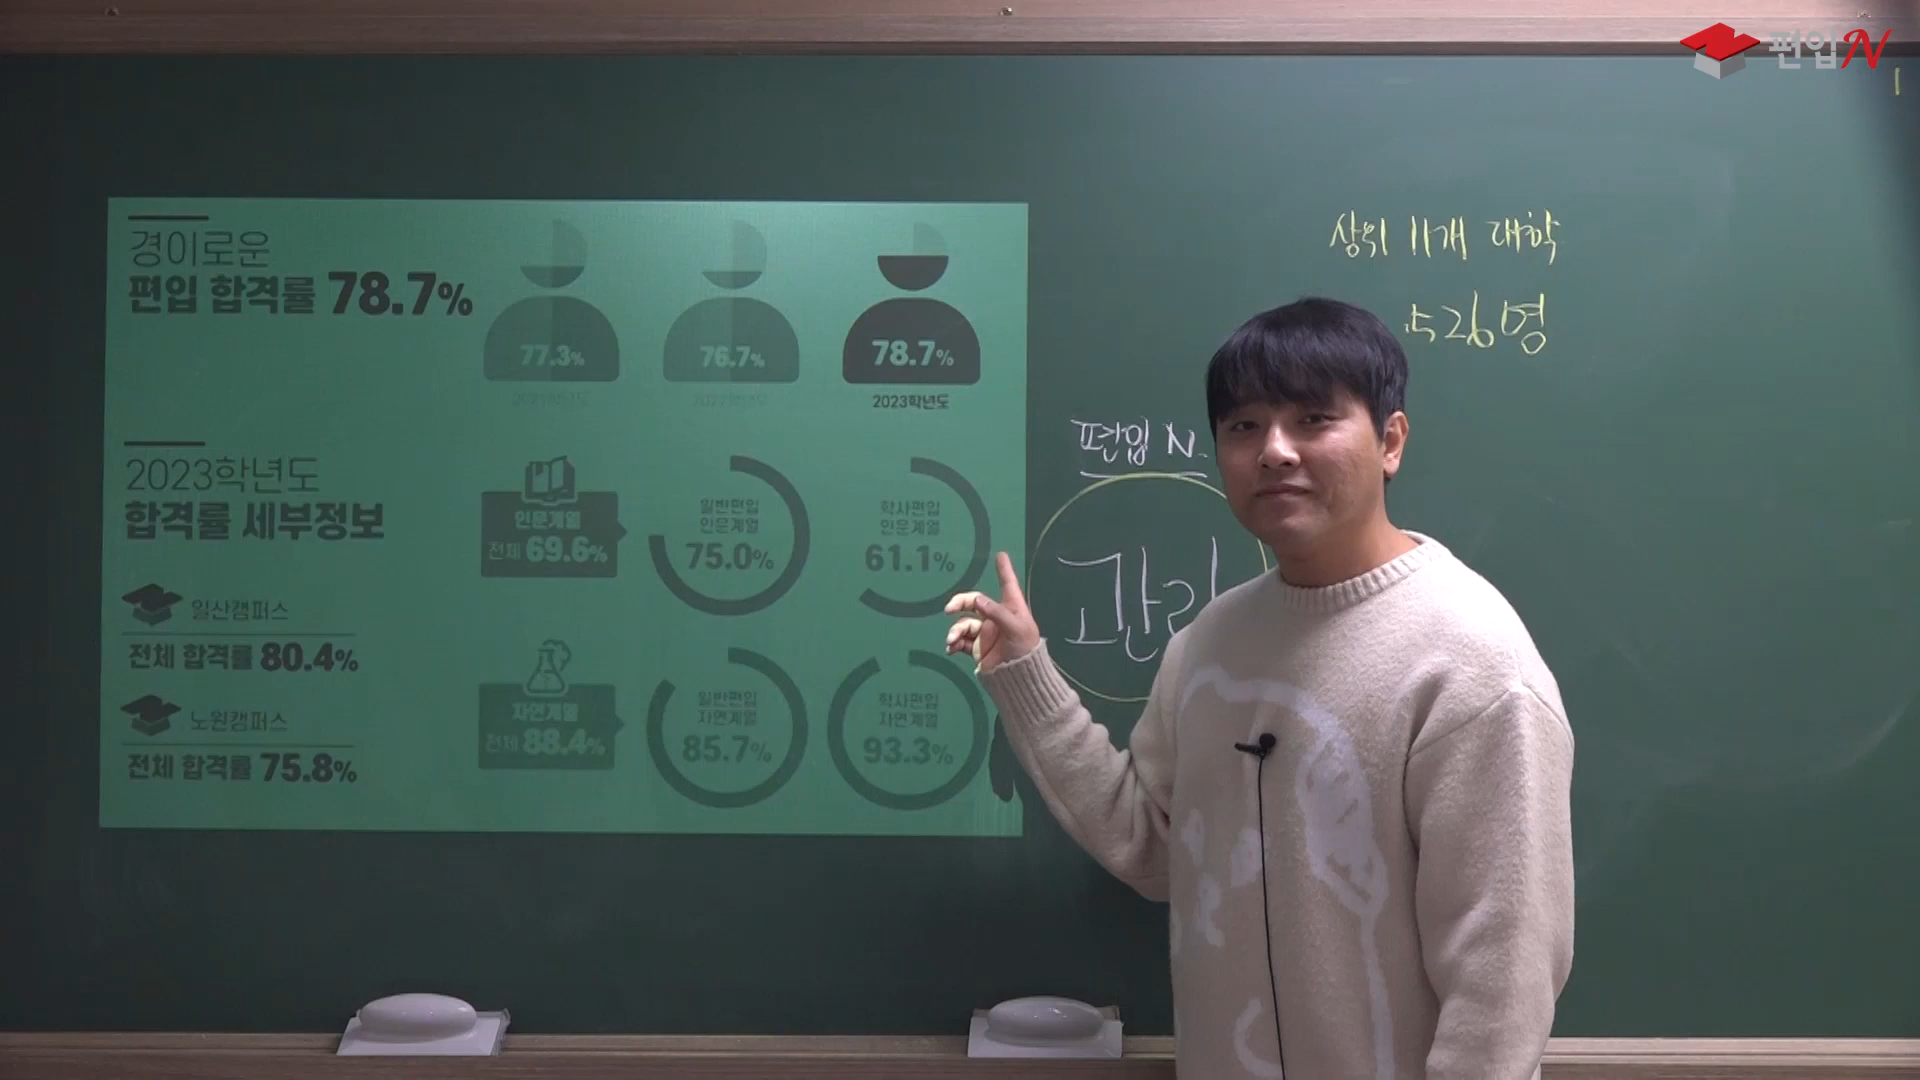 편입N
경이로운
편입 합격률 78.7%
77.3%
76.7%
78.7%
2023학년도
2023학년도
합격률 세부정보
일산캠퍼스
전체 합격률 80.4%
노원캠퍼스
전체 합격률 75.8%
인문계열
전체 69.6%
일반편입
인문계열
75.0%
학사편입
인문계열
61.1%
자연계열
전체 88.4%
일반편입
자연계열
85.7%
학사편입
자연계열
93.3%
편입 N.
관리
상위 11개 대학
526명